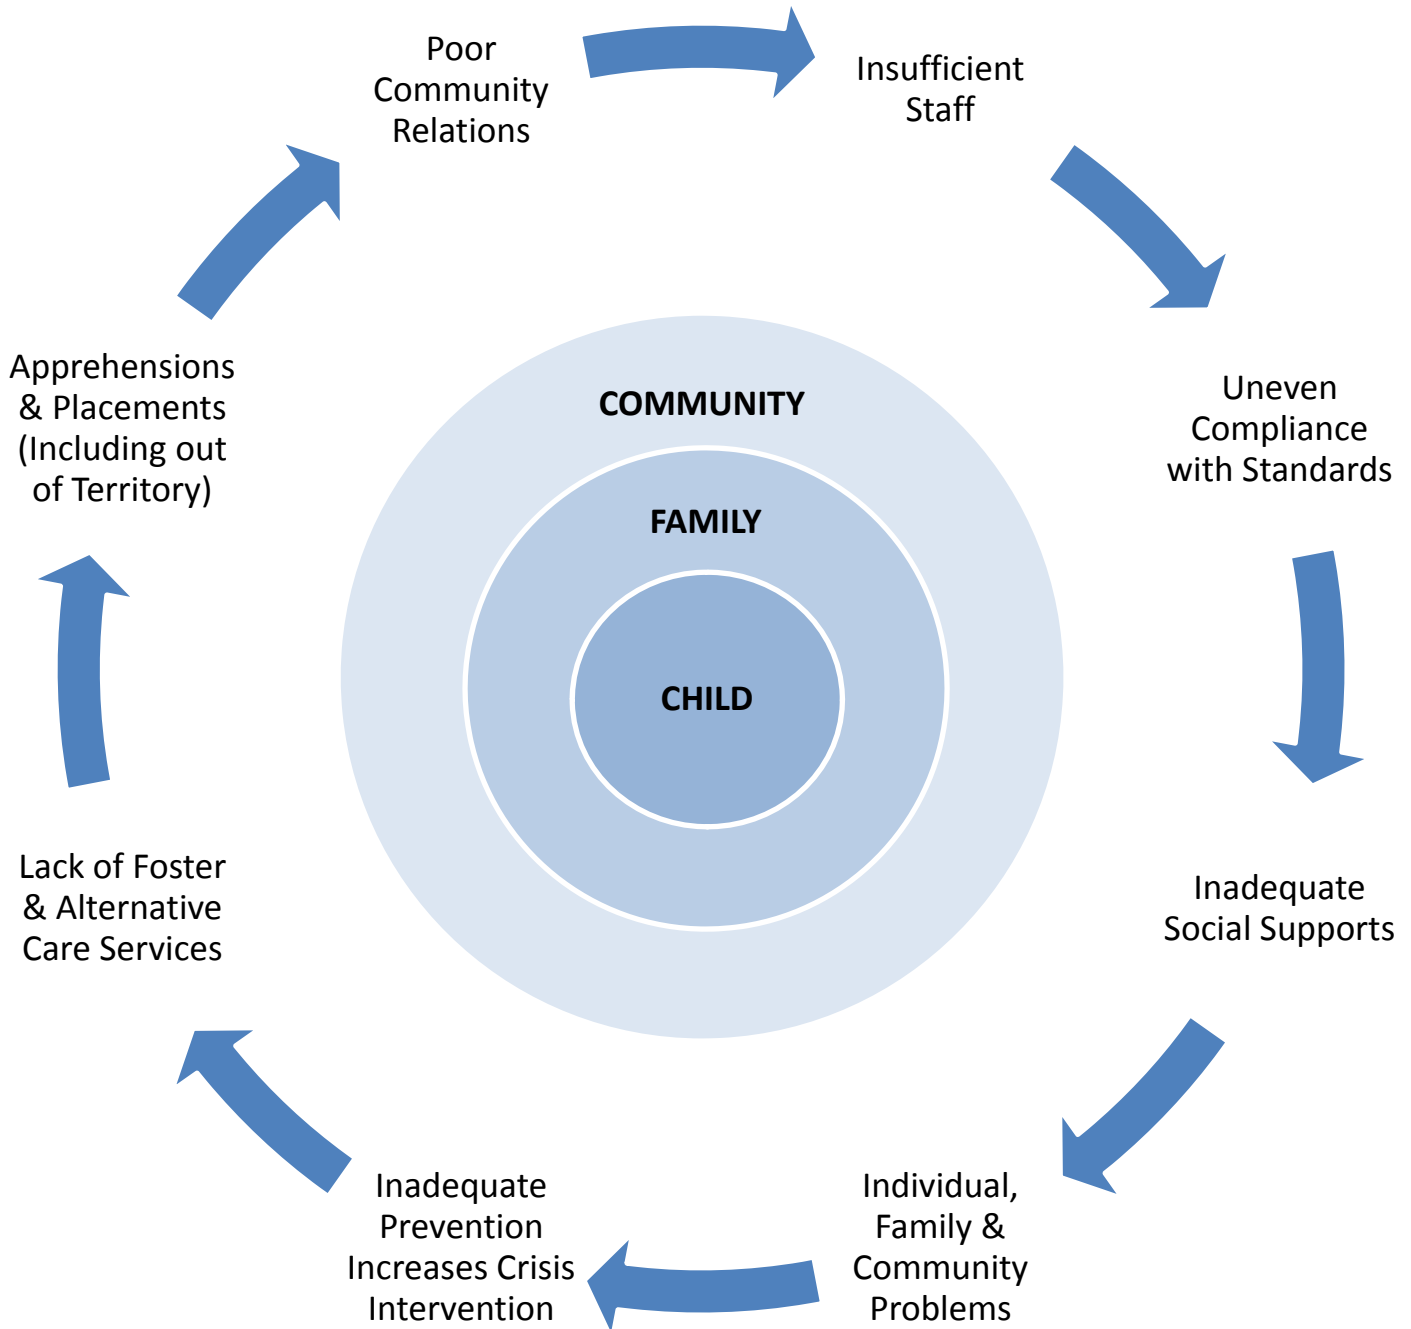 Poor
Community
Relations
Insufficient
Staff
Uneven
Compliance
with Standards
Inadequate
Social Supports
Individual,
Family &
Community
Problems
Inadequate
Prevention
Increases Crisis
Intervention
Lack of Foster
& Alternative
Care Services
Apprehensions
& Placements
(Including out
of Territory)
COMMUNITY
FAMILY
CHILD